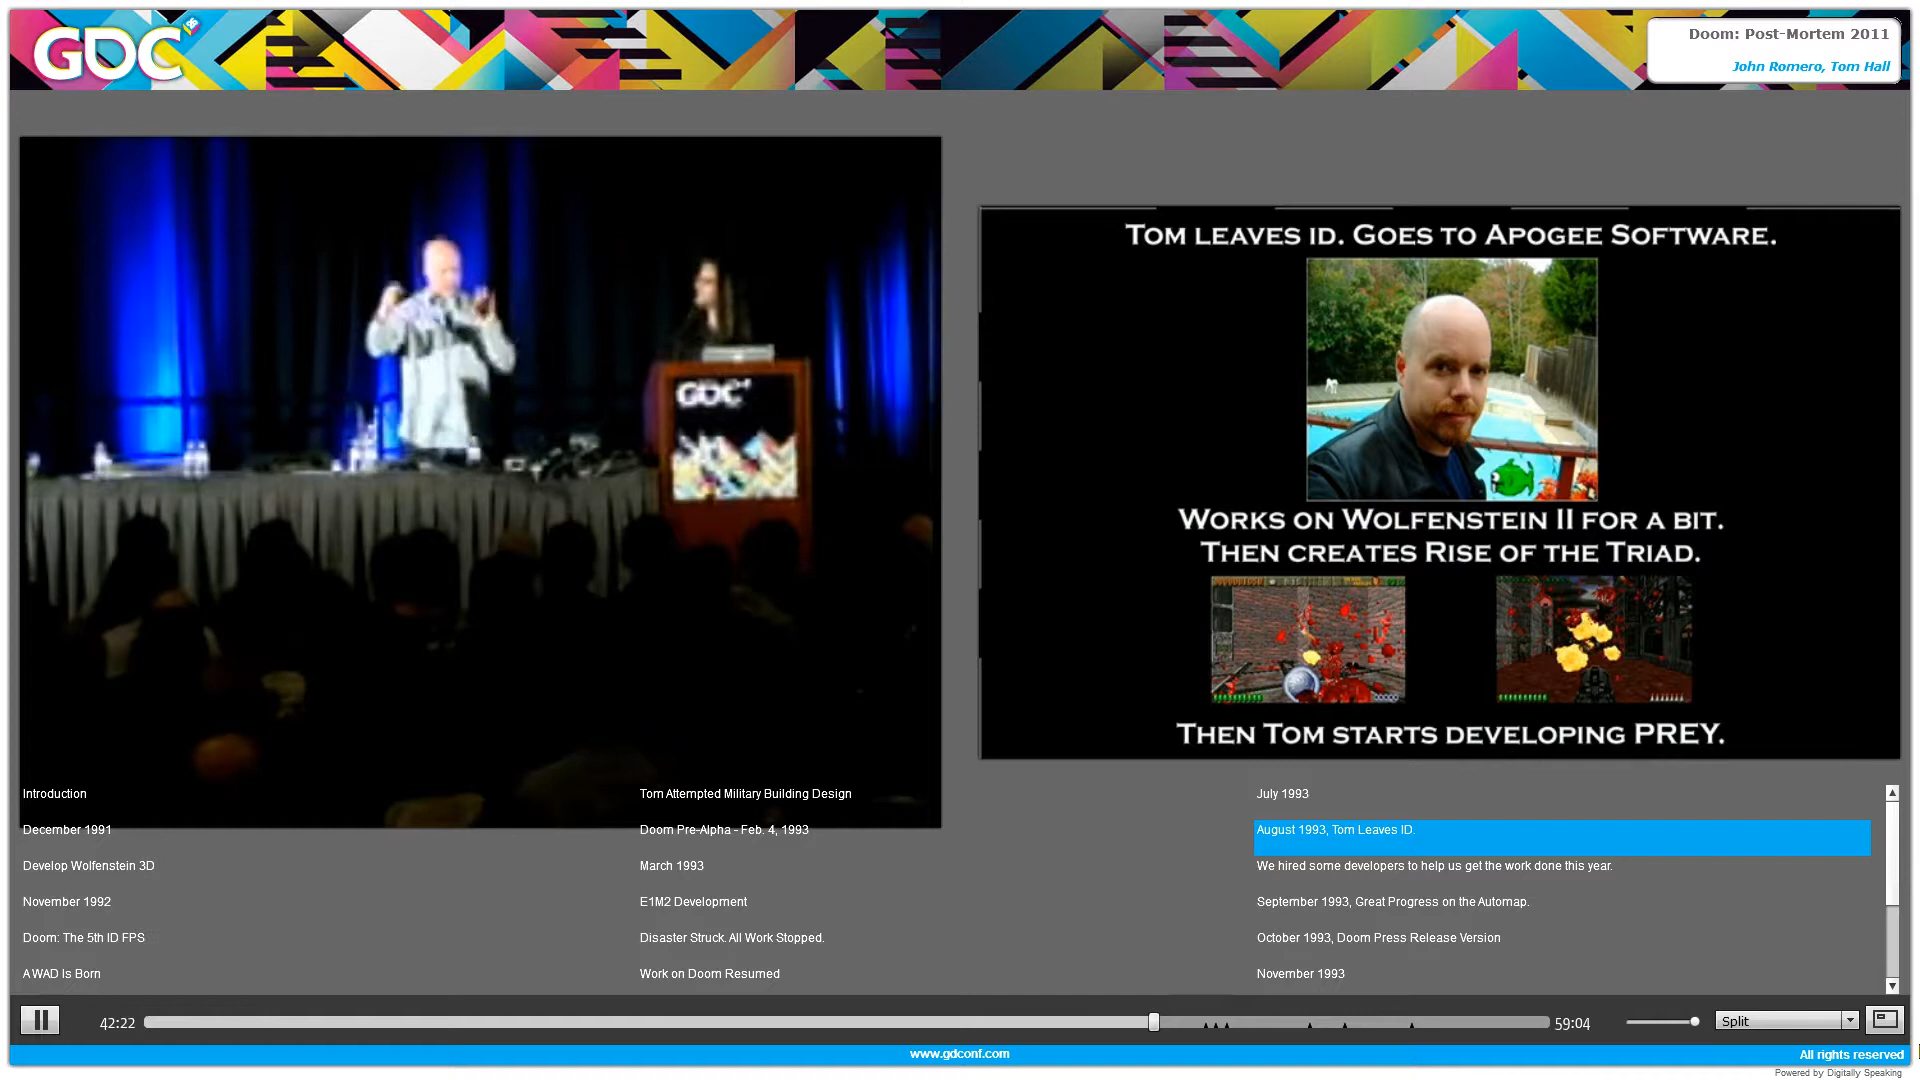 GDC 25
Doom: Post-Mortem 2011
John Romero, Tom Hall
GDC
TOM LEAVES ID. GOES TO APOGEE SOFTWARE.
WORKS ON WOLFENSTEIN II FOR A BIT.
THEN CREATES RISE OF THE TRIAD.
THEN TOM STARTS DEVELOPING PREY.
Introduction
December 1991
Develop Wolfenstein 3D
November 1992
Doom: The 5th ID FPS
A WAD Is Born
Tom Attempted Military Building Design
Doom Pre-Alpha - Feb. 4, 1993
March 1993
E1M2 Development
Disaster Struck. All Work Stopped.
Work on Doom Resumed
July 1993
August 1993, Tom Leaves ID.
We hired some developers to help us get the work done this year.
September 1993, Great Progress on the Automap.
October 1993, Doom Press Release Version
November 1993
42:22
59:04
Split
www.gdconf.com
All rights reserved
Powered by Digitally Speaking